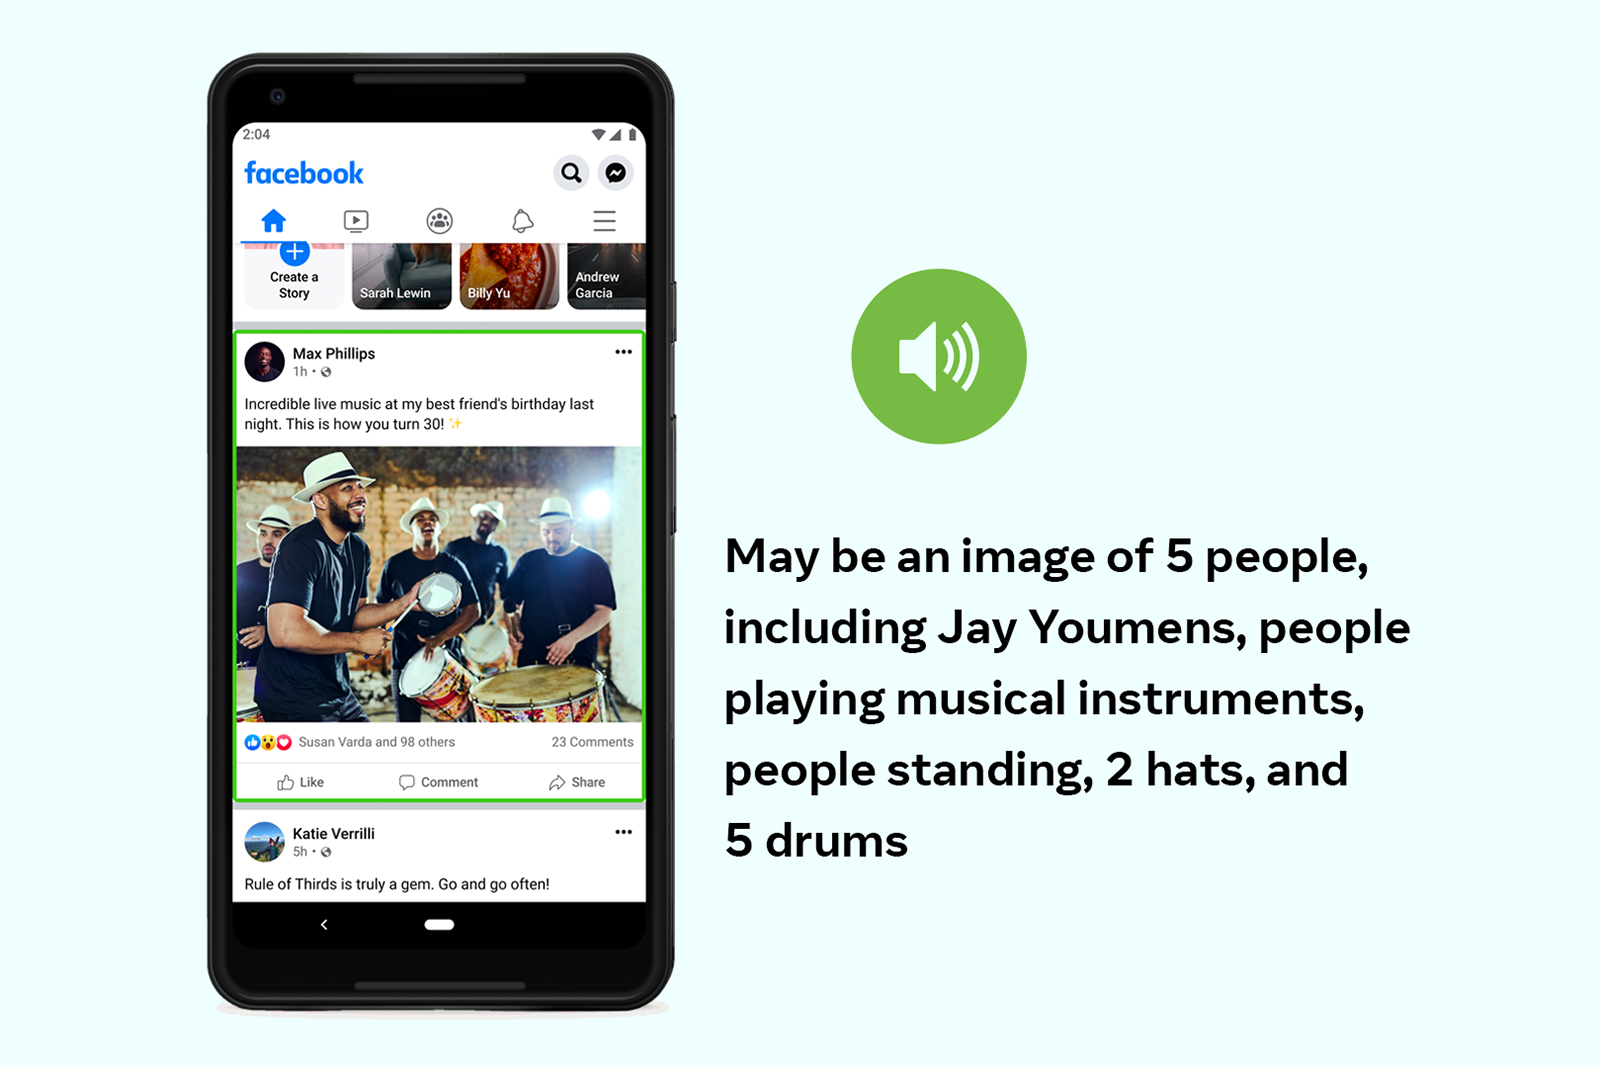 2:04
facebook
Create a
Story
Sarah Lewin
Billy Yu
Andrew
Garcia
Max Phillips
1h
Incredible live music at my best friend's birthday last
night. This is how you turn 30! ✨
Susan Varda and 98 others
23 Comments
Like
Comment
Share
Katie Verrilli
5h
Rule of Thirds is truly a gem. Go and go often!
May be an image of 5 people,
including Jay Youmens, people
playing musical instruments,
people standing, 2 hats, and
5 drums